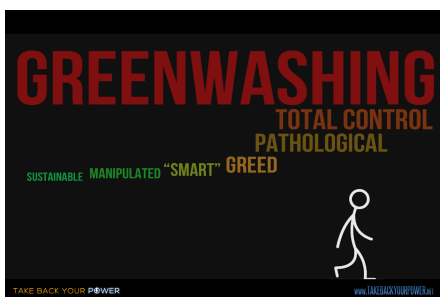 GREENWASHING
TOTAL CONTROL
PATHOLOGICAL
SUSTAINABLE MANIPULATED “SMART” GREED
TAKE BACK YOUR POWER
www.TAKEBACKYOURPOWER.NET